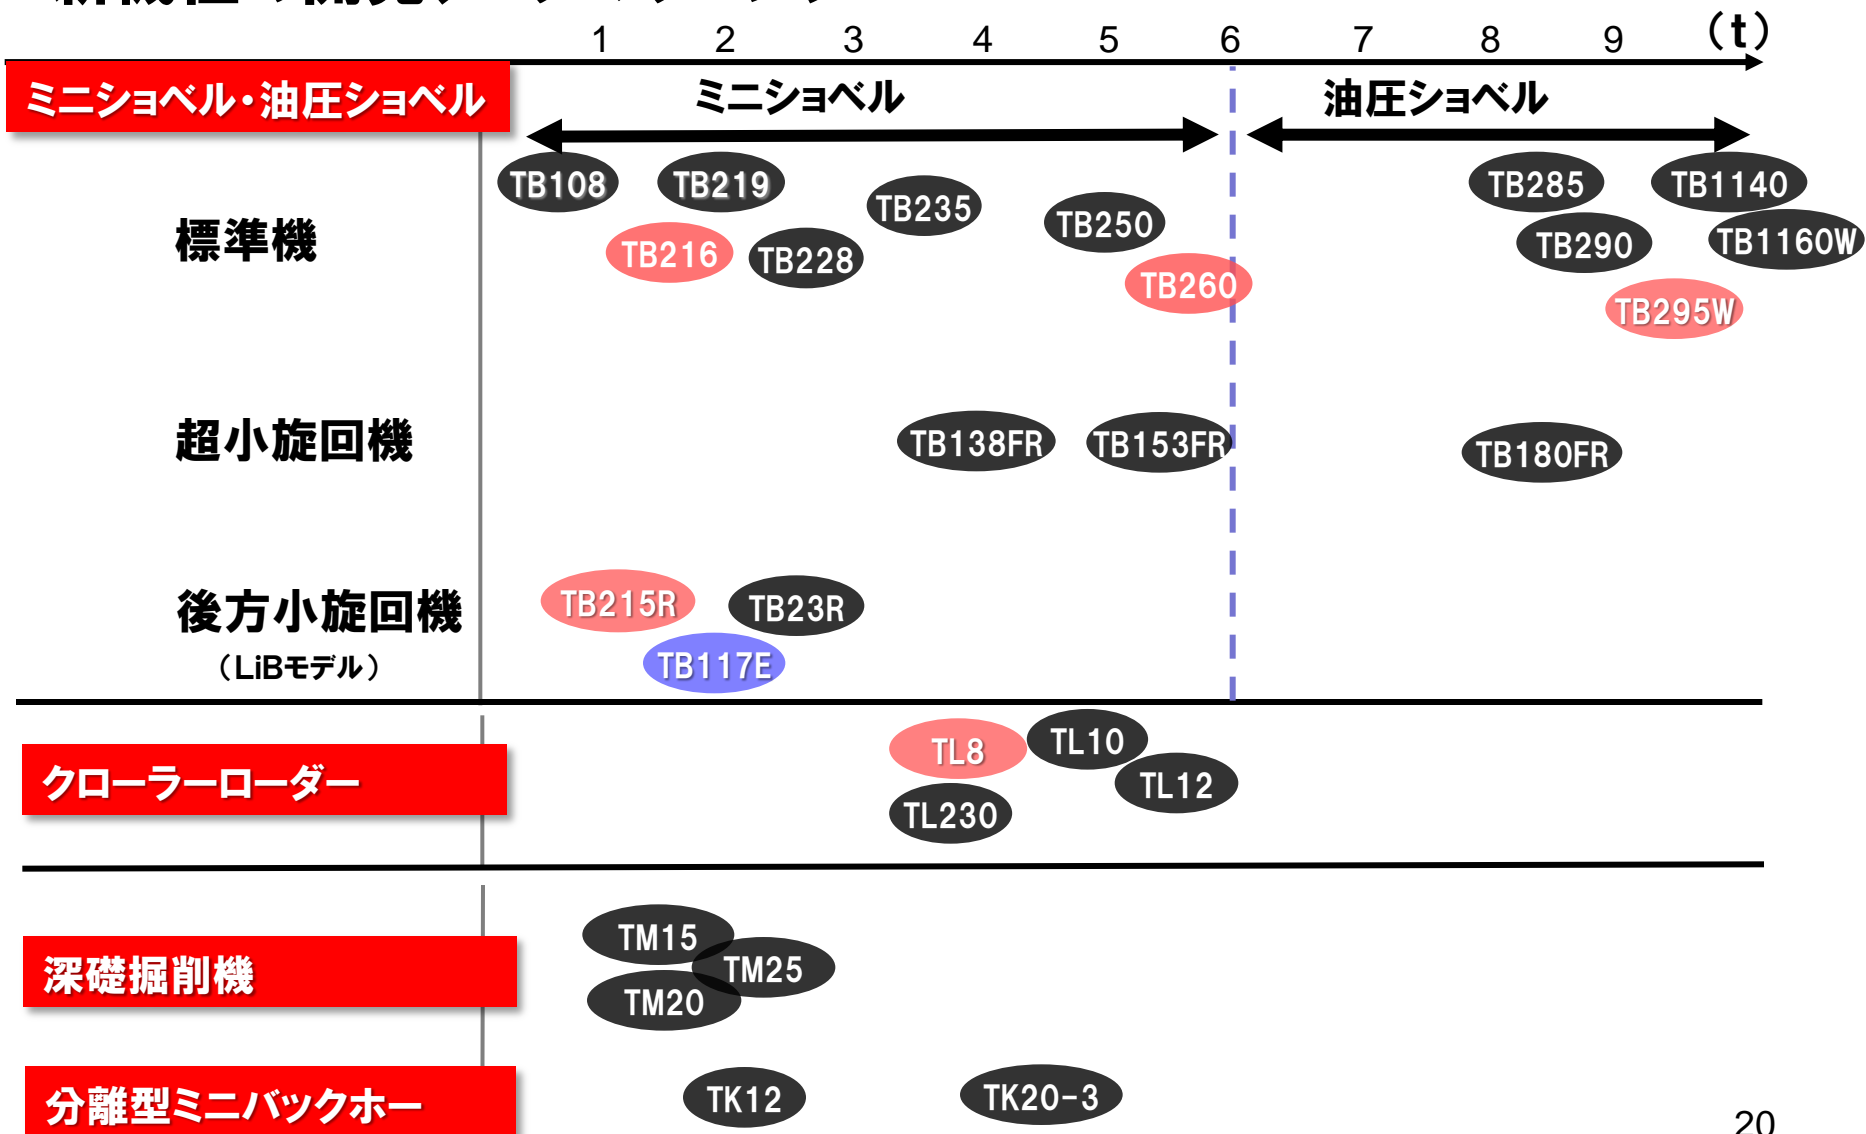 1 2 3 4 5 6 7 8 9 (t)
ミニショベル・油圧ショベル
ミニショベル 油圧ショベル
標準機
TB108 TB219 TB235 TB250 TB285 TB1140
TB216 TB228 TB260 TB290 TB1160W
TB295W
超小旋回機
TB138FR TB153FR TB180FR
後方小旋回機
(LiBモデル)
TB215R TB23R
TB117E
クローラーローダー
TL8 TL10
TL230 TL12
深礎掘削機
TM15
TM25
TM20
分離型ミニバックホー
TK12 TK20-3
20